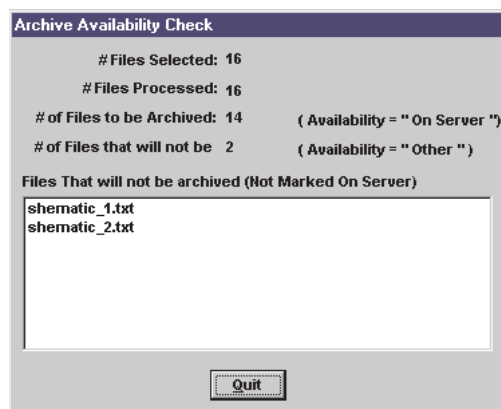 Archive Availability Check
# Files Selected: 16
# Files Processed: 16
# of Files to be Archived: 14 ( Availability = " On Server ")
# of Files that will not be 2 ( Availability = " Other " )
Files That will not be archived (Not Marked On Server)
shematic_1.txt
shematic_2.txt
Quit